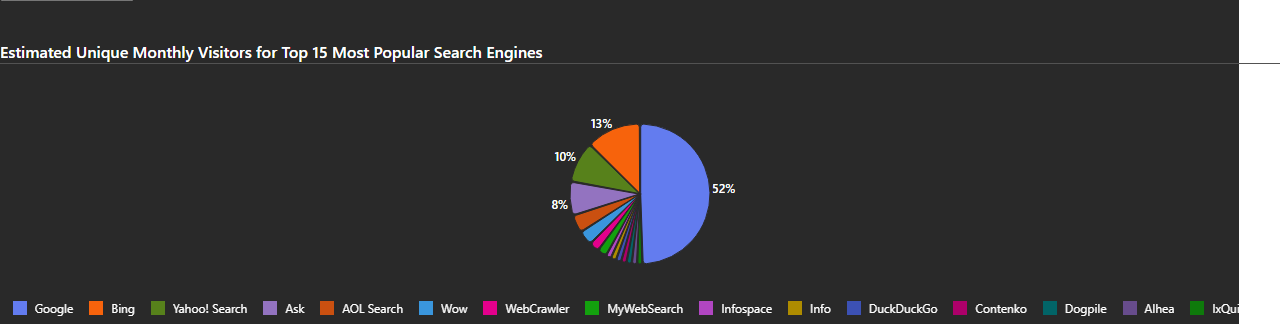 Estimated Unique Monthly Visitors for Top 15 Most Popular Search Engines
13%
10%
52%
8%
Google Bing Yahoo! Search Ask AOL Search Wow WebCrawler MyWebSearch Infospace Info DuckDuckGo Contenko Dogpile Alhea IxQui